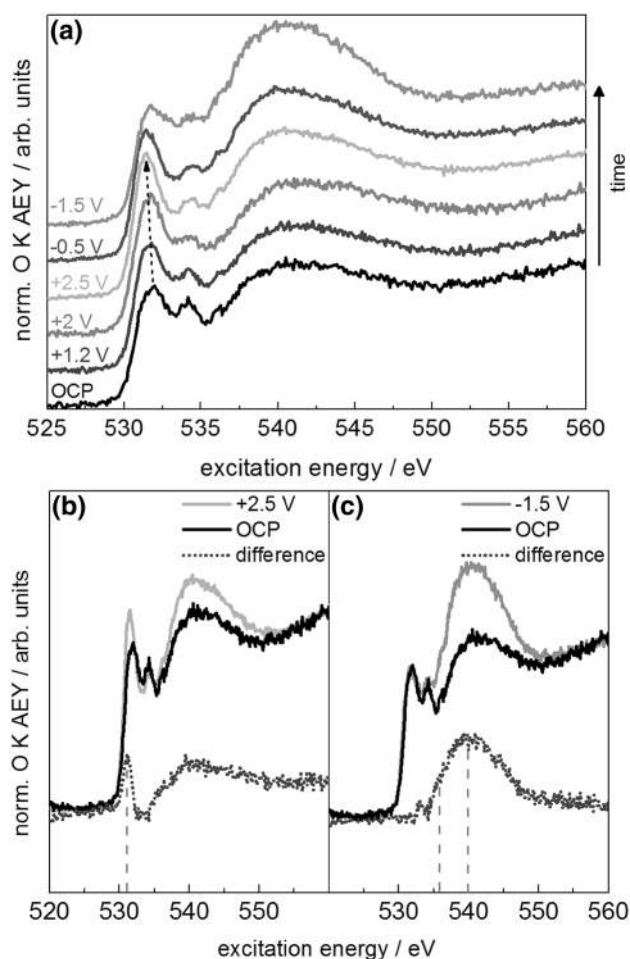 (a)
norm. O K AEY / arb. units
time
-1.5 V
-0.5 V
+2.5 V
+2 V
+1.2 V
OCP
525 530 535 540 545 550 555 560
excitation energy / eV
(b)
+2.5 V
OCP
difference
(c)
-1.5 V
OCP
difference
norm. O K AEY / arb. units
520 530 540 550
530 540 550 560
excitation energy / eV